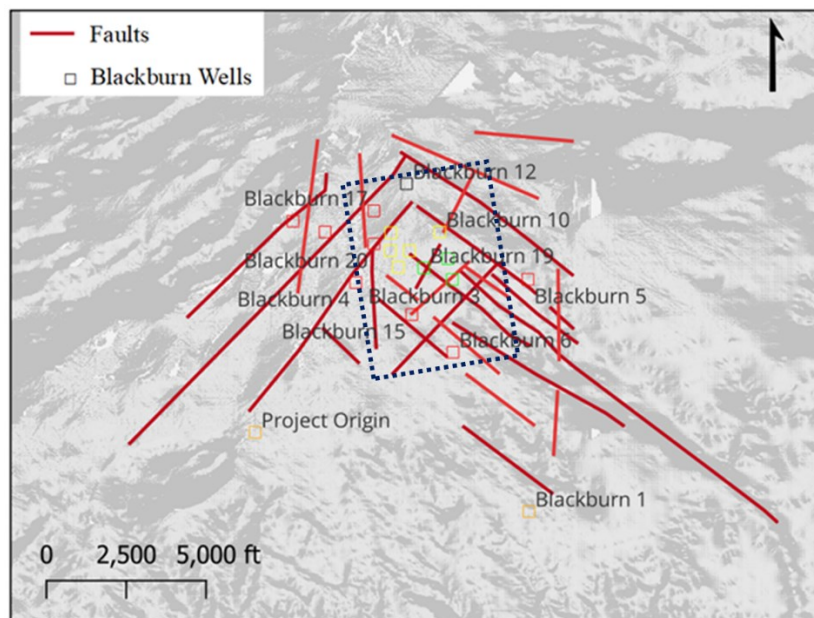 Faults
Blackburn Wells
Blackburn 12
Blackburn 17
Blackburn 10
Blackburn 20
Blackburn 19
Blackburn 4
Blackburn 3
Blackburn 5
Blackburn 15
Blackburn 6
Project Origin
Blackburn 1
0 2,500 5,000 ft